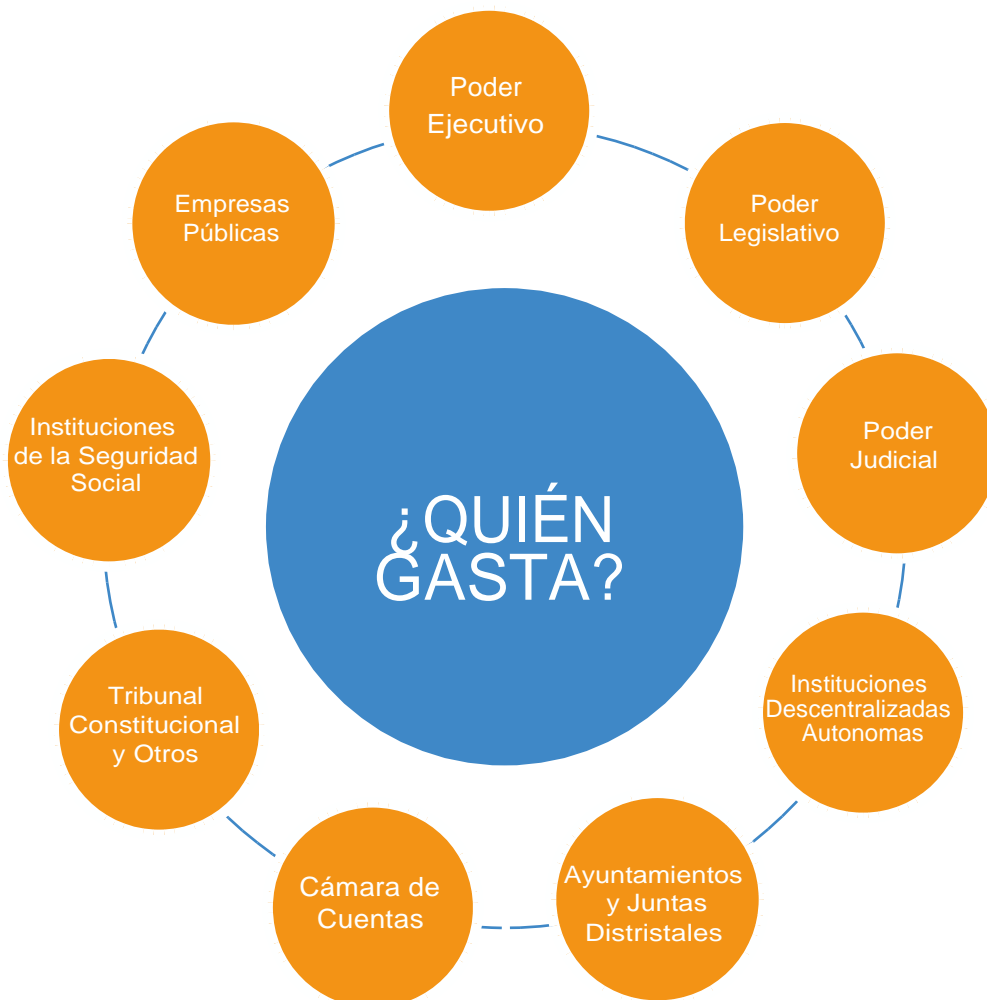 Poder
Ejecutivo
Poder
Legislativo
Poder
Judicial
Instituciones
Descentralizadas
Autonomas
Ayuntamientos
y Juntas
Distristales
Cámara de
Cuentas
Tribunal
Constitucional
y Otros
Instituciones
de la Seguridad
Social
Empresas
Públicas
¿QUIÉN
GASTA?